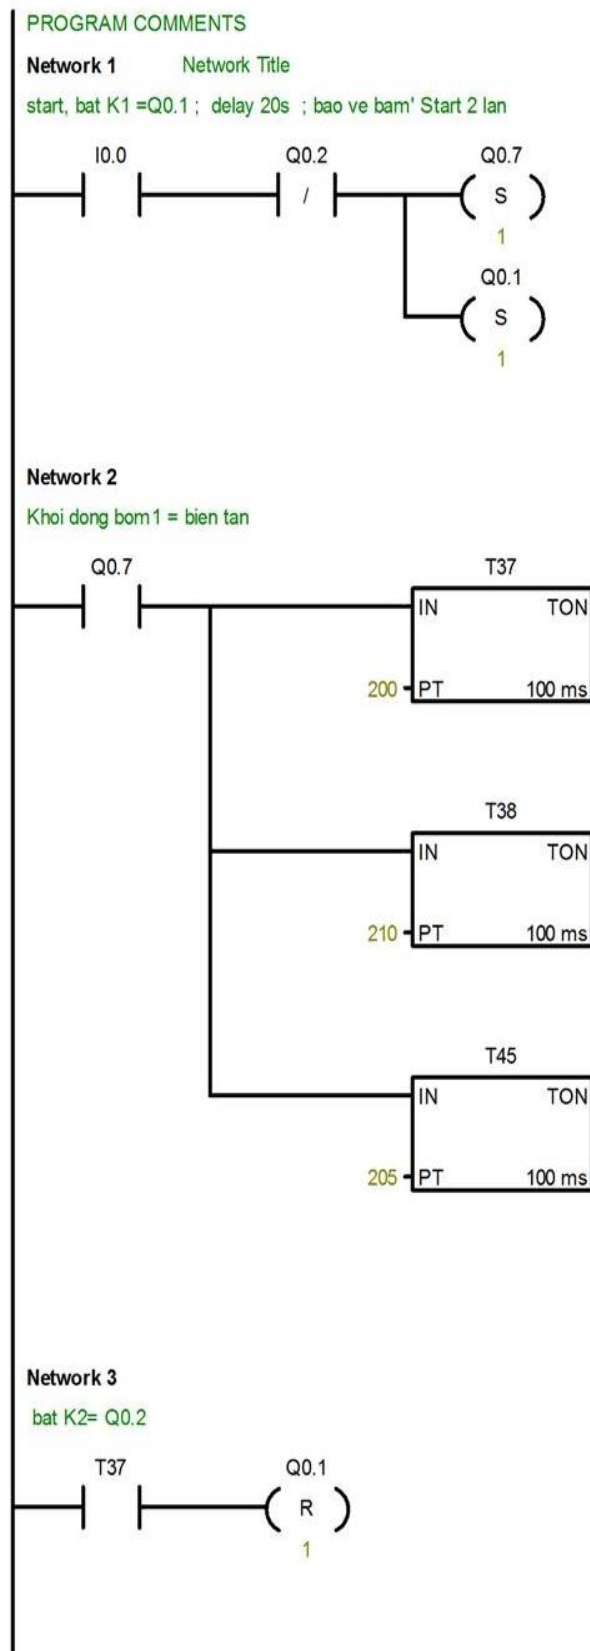 PROGRAM COMMENTS
Network 1 Network Title
start, bat K1 =Q0.1 ; delay 20s ; bao ve bam' Start 2 lan
I0.0 Q0.2 Q0.7
/ S
1
Q0.1
S
1
Network 2
Khoi dong bom1 = bien tan
Q0.7 T37
IN TON
200 PT 100 ms
T38
IN TON
210 PT 100 ms
T45
IN TON
205 PT 100 ms
Network 3
bat K2= Q0.2
T37 Q0.1
R
1